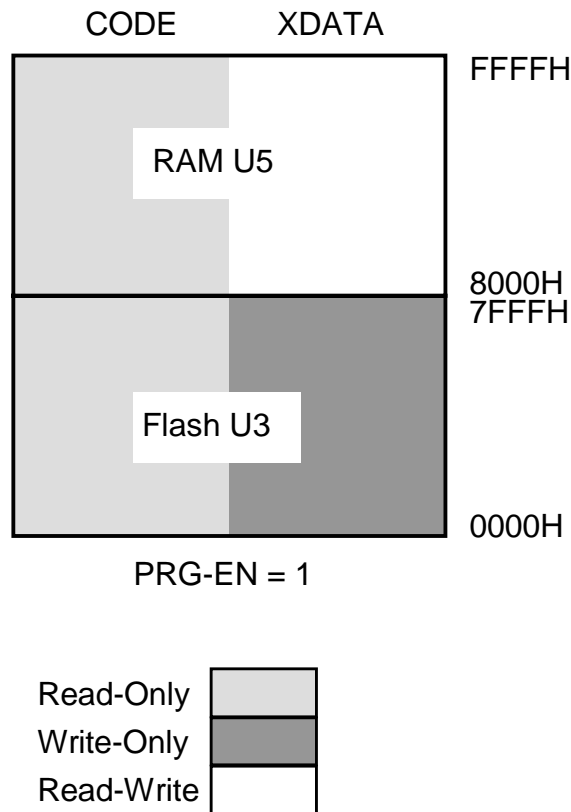 CODE XDATA
FFFFH
RAM U5
8000H
7FFFH
Flash U3
0000H
PRG-EN = 1
Read-Only
Write-Only
Read-Write